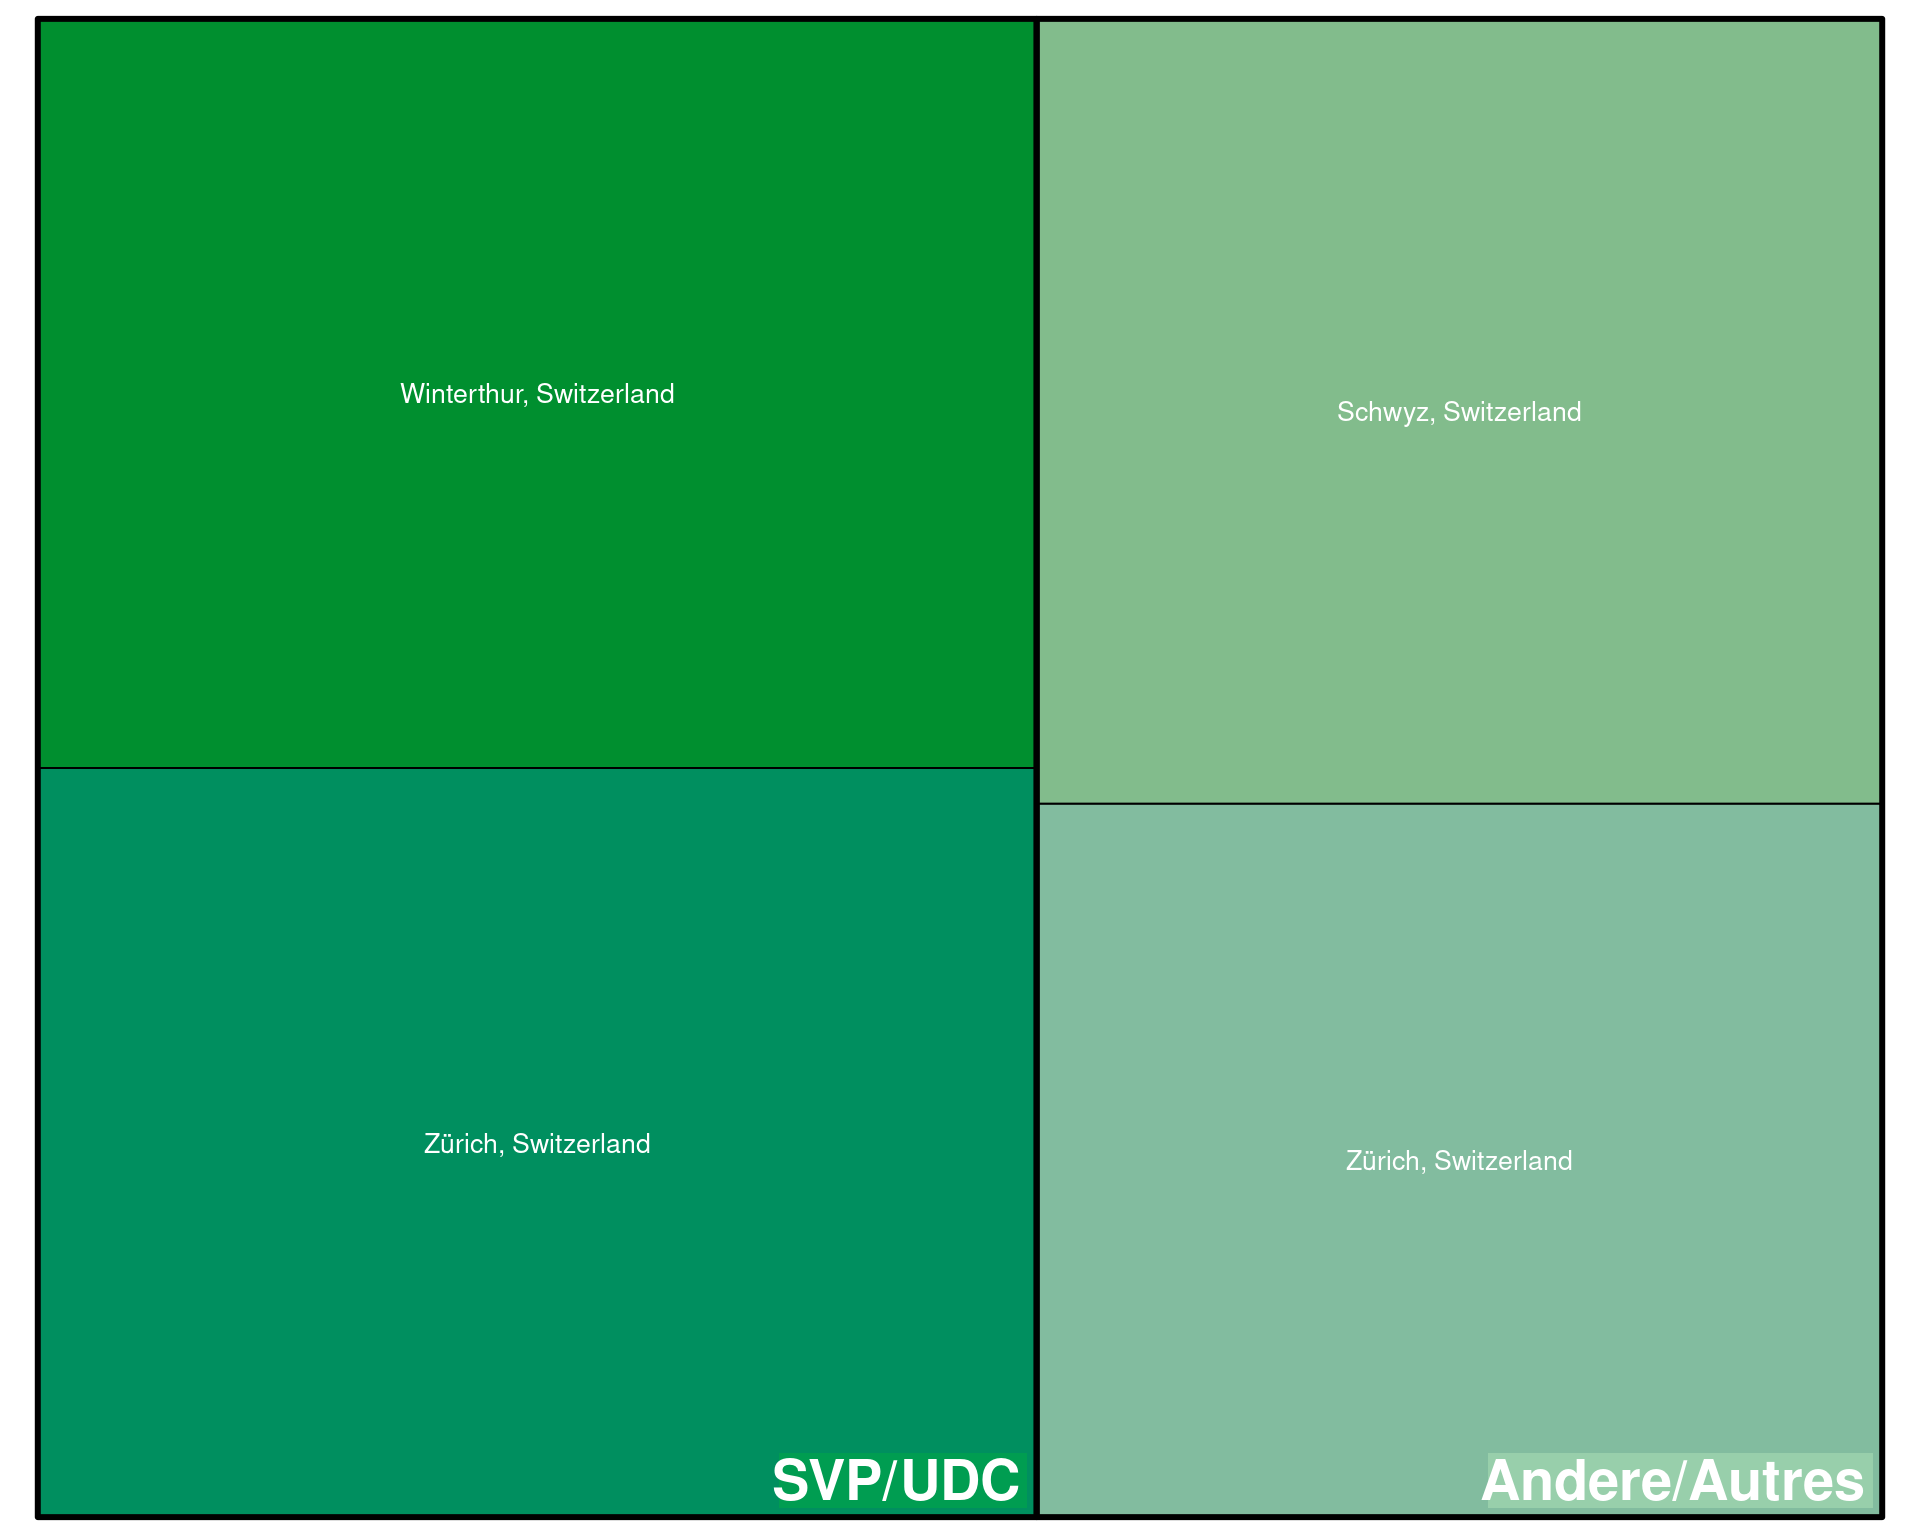 Winterthur, Switzerland
Zürich, Switzerland
SVP/UDC
Schwyz, Switzerland
Zürich, Switzerland
Andere/Autres